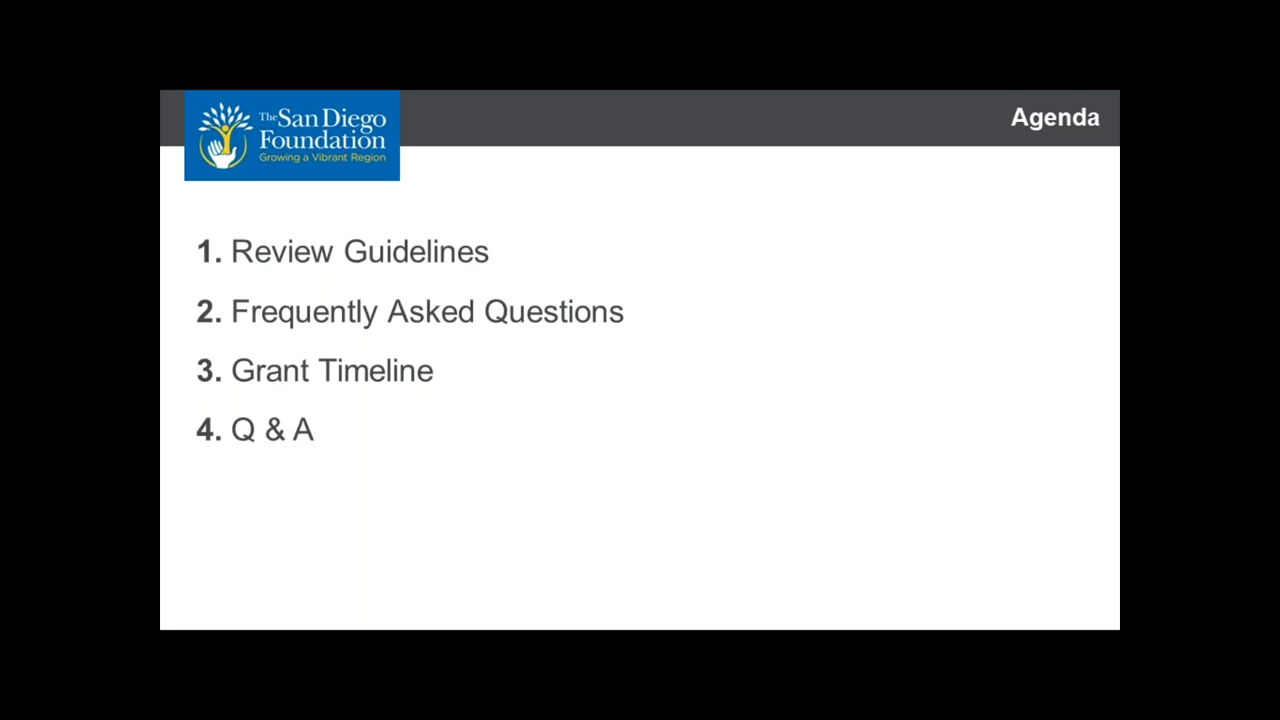 The San Diego
Foundation
Growing a Vibrant Region
Agenda
1. Review Guidelines
2. Frequently Asked Questions
3. Grant Timeline
4. Q & A